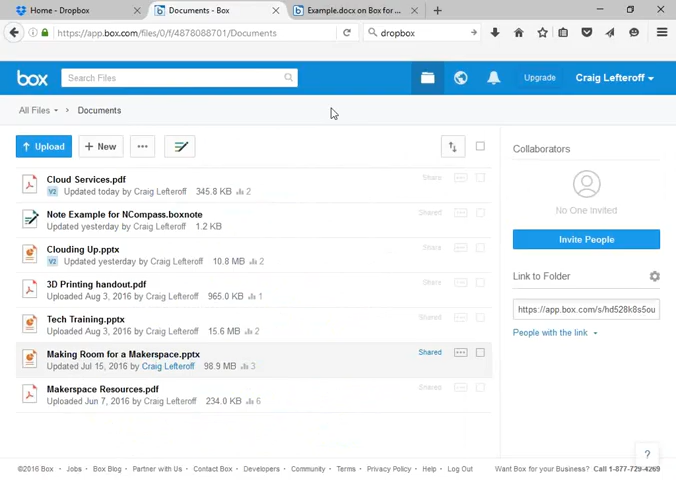 Home - Dropbox
Documents - Box
Example.docx on Box for ...
https://app.box.com/files/0/f/4878088701/Documents
dropbox
box
Search Files
Upgrade
Craig Lefteroff
All Files
Documents
Upload
New
Collaborators
No One Invited
Invite People
Link to Folder
https://app.box.com/s/hd528k8s5ou
People with the link
Cloud Services.pdf
Share
V2 Updated today by Craig Lefteroff 345.8 KB 2
Note Example for NCompass.boxnote
Shared
Updated yesterday by Craig Lefteroff 1.2 KB
Clouding Up.pptx
Share
V2 Updated yesterday by Craig Lefteroff 10.8 MB 2
3D Printing handout.pdf
Share
Uploaded Aug 3, 2016 by Craig Lefteroff 965.0 KB 1
Tech Training.pptx
Shared
Uploaded Aug 3, 2016 by Craig Lefteroff 15.6 MB 2
Making Room for a Makerspace.pptx
Shared
Updated Jul 15, 2016 by Craig Lefteroff 98.9 MB 3
Makerspace Resources.pdf
Shared
Uploaded Jun 7, 2016 by Craig Lefteroff 234.0 KB 6
?
©2016 Box · Jobs · Box Blog · Partner with Us · Contact Box · Developers · Community · Terms · Privacy Policy · Help · Log Out
Want Box for your Business? Call 1-877-729-4269